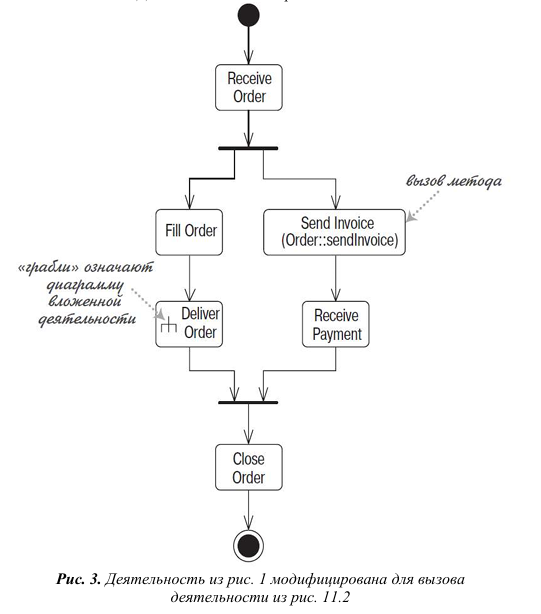 Receive
Order
вызов метода
Fill Order
Send Invoice
(Order::sendInvoice)
«грабли» означают
диаграмму
вложенной
деятельности
Deliver
Order
Receive
Payment
Close
Order
Рис. 3. Деятельность из рис. 1 модифицирована для вызова
деятельности из рис. 11.2